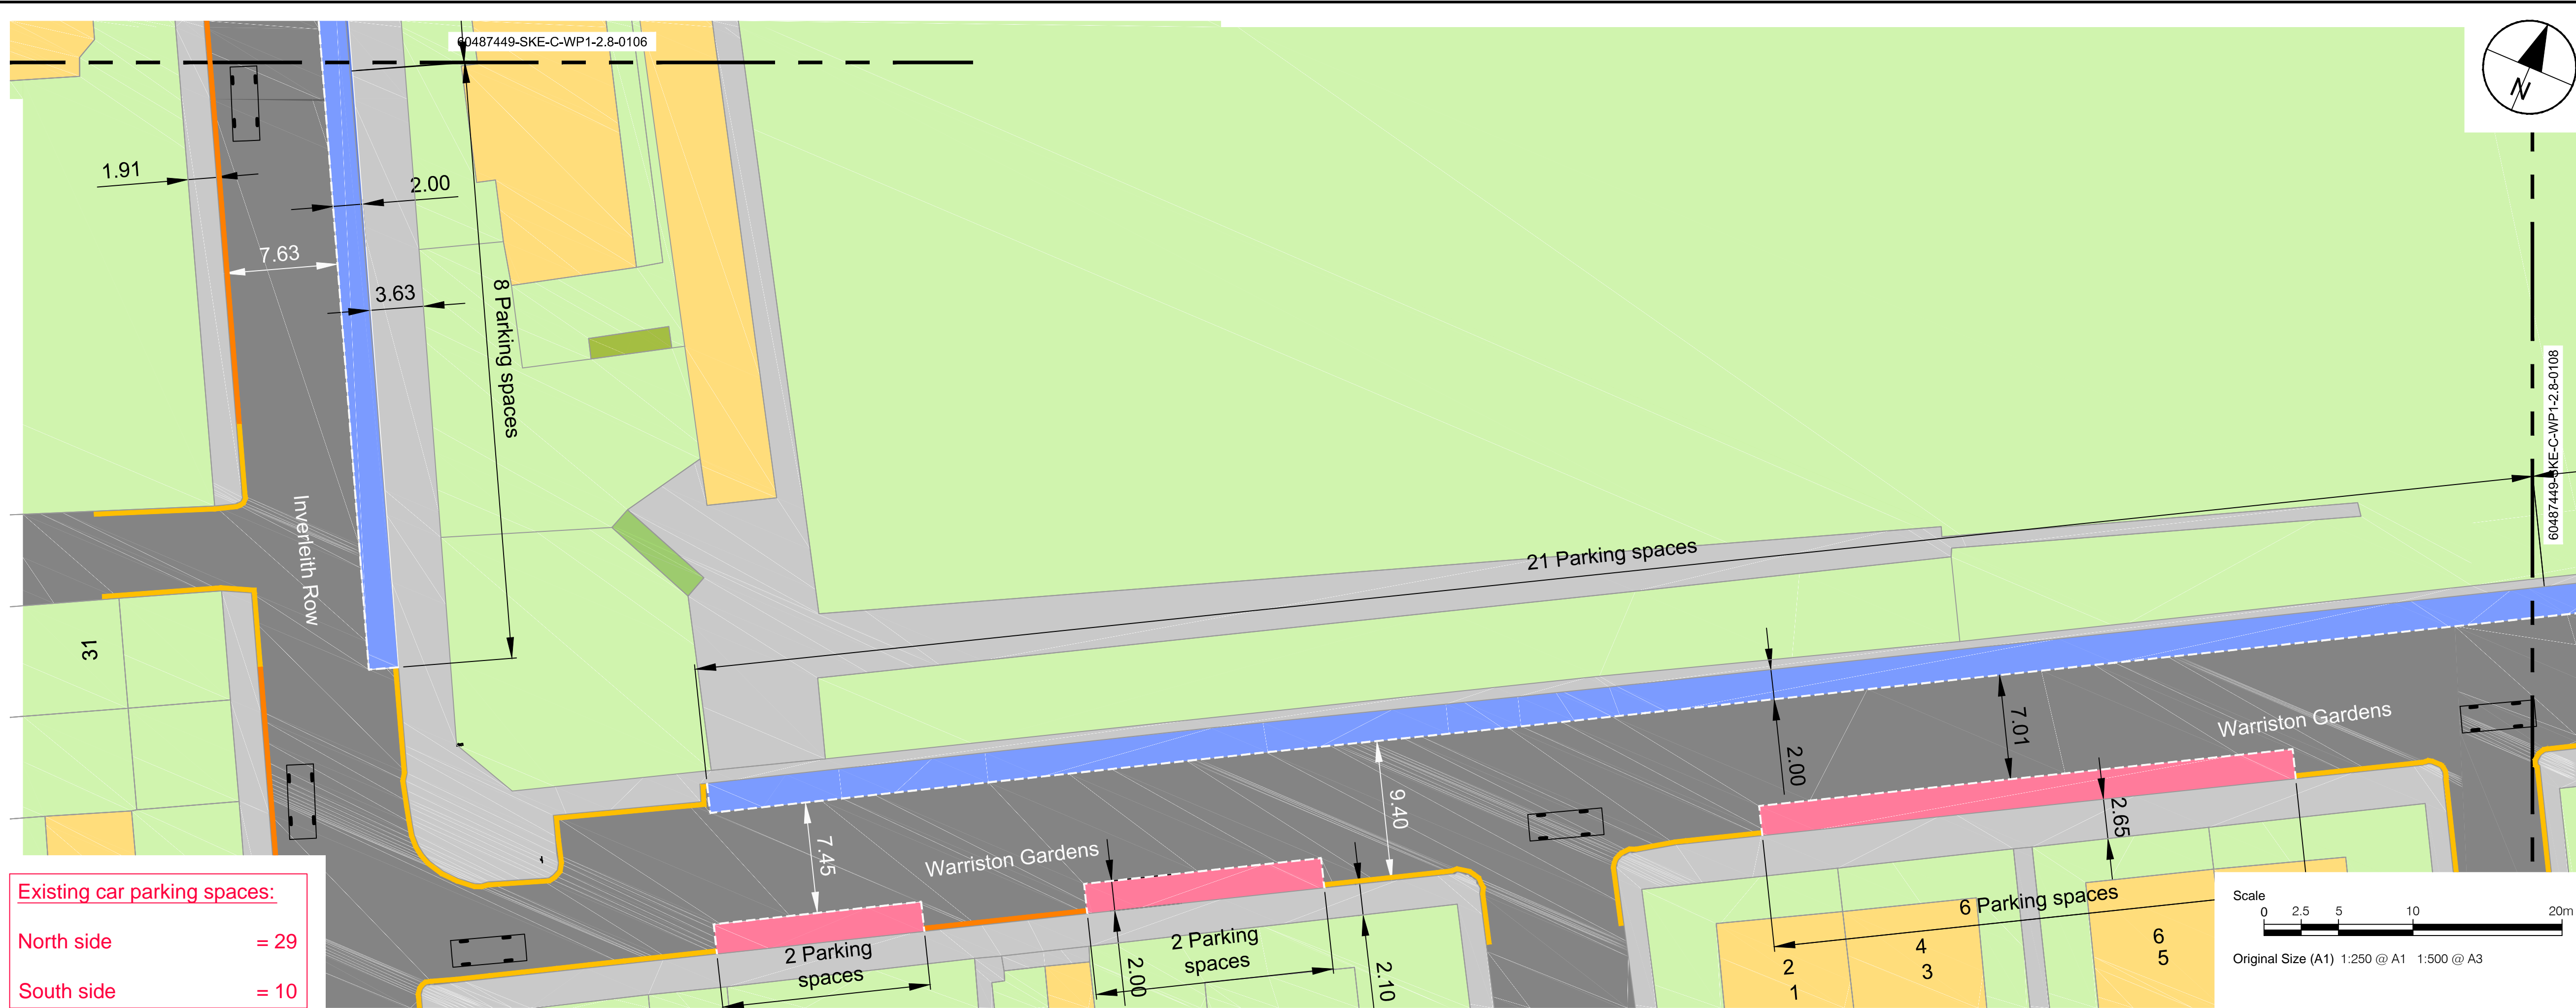 60487449-SKE-C-WP1-2.8-0106
N
1.91
2.00
7.63
3.63
8 Parking spaces
60487449-SKE-C-WP1-2.8-0108
Inverleith Row
21 Parking spaces
31
Warriston Gardens
7.01
2.00
9.40
2.65
7.45
Warriston Gardens
6 Parking spaces
2 Parking
spaces
2 Parking
spaces
2.00
2.10
2
1
4
3
6
5
Existing car parking spaces:
North side = 29
South side = 10
Scale
0 2.5 5 10 20m
Original Size (A1) 1:250 @ A1 1:500 @ A3